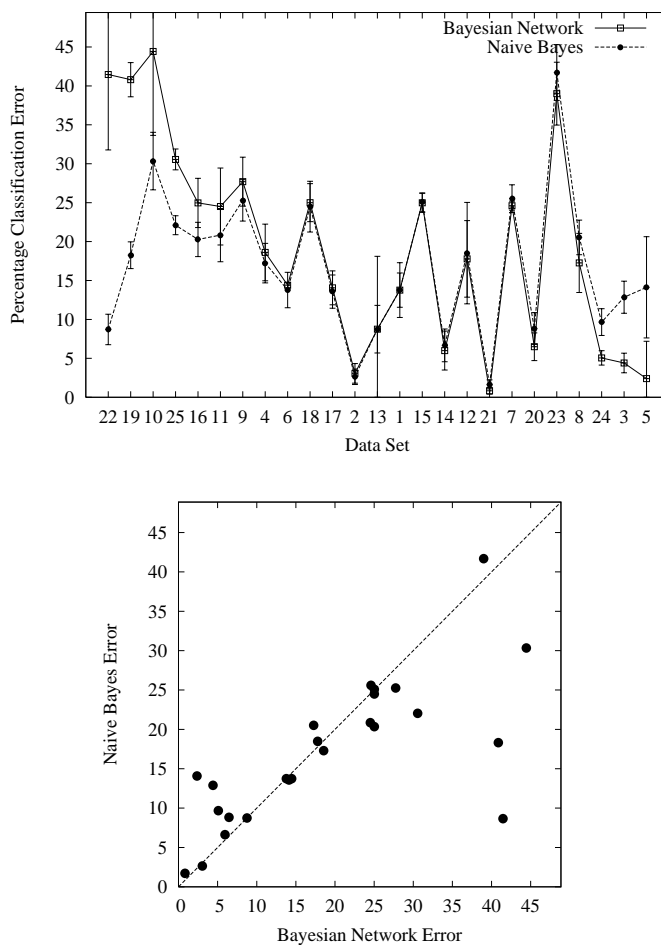 45
40
35
30
25
20
15
10
5
0
Percentage Classification Error
Bayesian Network
Naive Bayes
22 19 10 25 16 11 9 4 6 18 17 2 13 1 15 14 12 21 7 20 23 8 24 3 5
Data Set
45
40
35
30
25
20
15
10
5
0
Naive Bayes Error
0 5 10 15 20 25 30 35 40 45
Bayesian Network Error